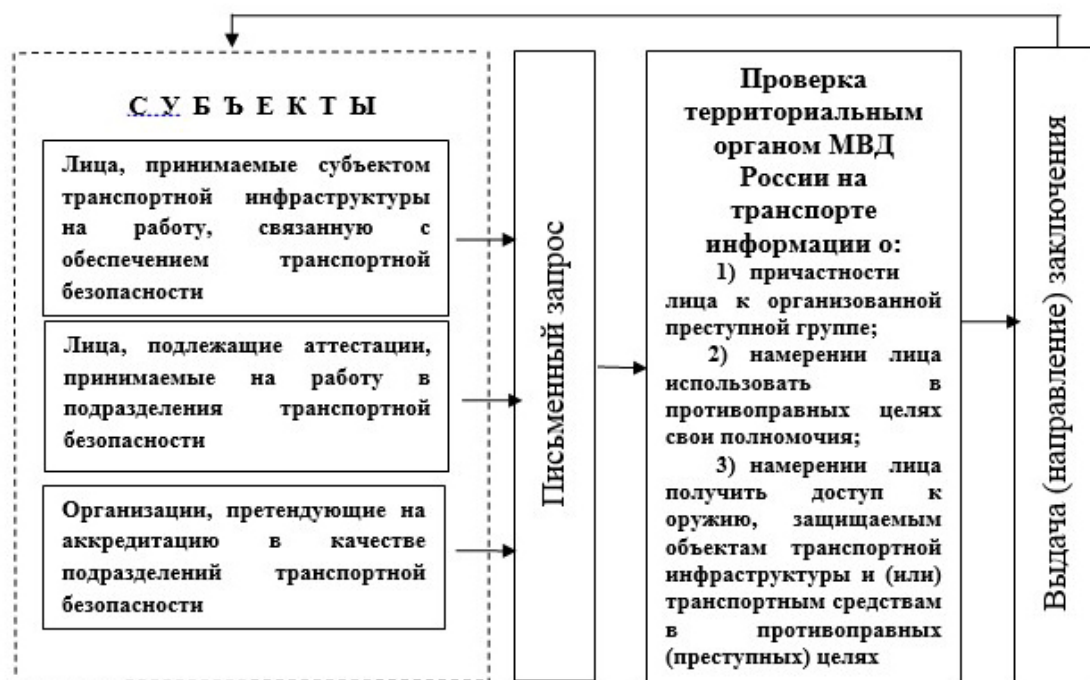 С У Б Ъ Е К Т Ы
Лица, принимаемые субъектом
транспортной инфраструктуры
на работу, связанную с
обеспечением транспортной
безопасности
Лица, подлежащие аттестации,
принимаемые на работу в
подразделения транспортной
безопасности
Организации, претендующие на
аккредитацию в качестве
подразделений транспортной
безопасности
Письменный запрос
Проверка
территориальным
органом МВД
России на
транспорте
информации о:
1) причастности
лица к организованной
преступной группе;
2) намерении лица
использовать в
противоправных целях
свои полномочия;
3) намерении лица
получить доступ к
оружию, защищаемым
объектам транспортной
инфраструктуры и (или)
транспортным средствам
в противоправных
(преступных) целях
Выдача (направление) заключения